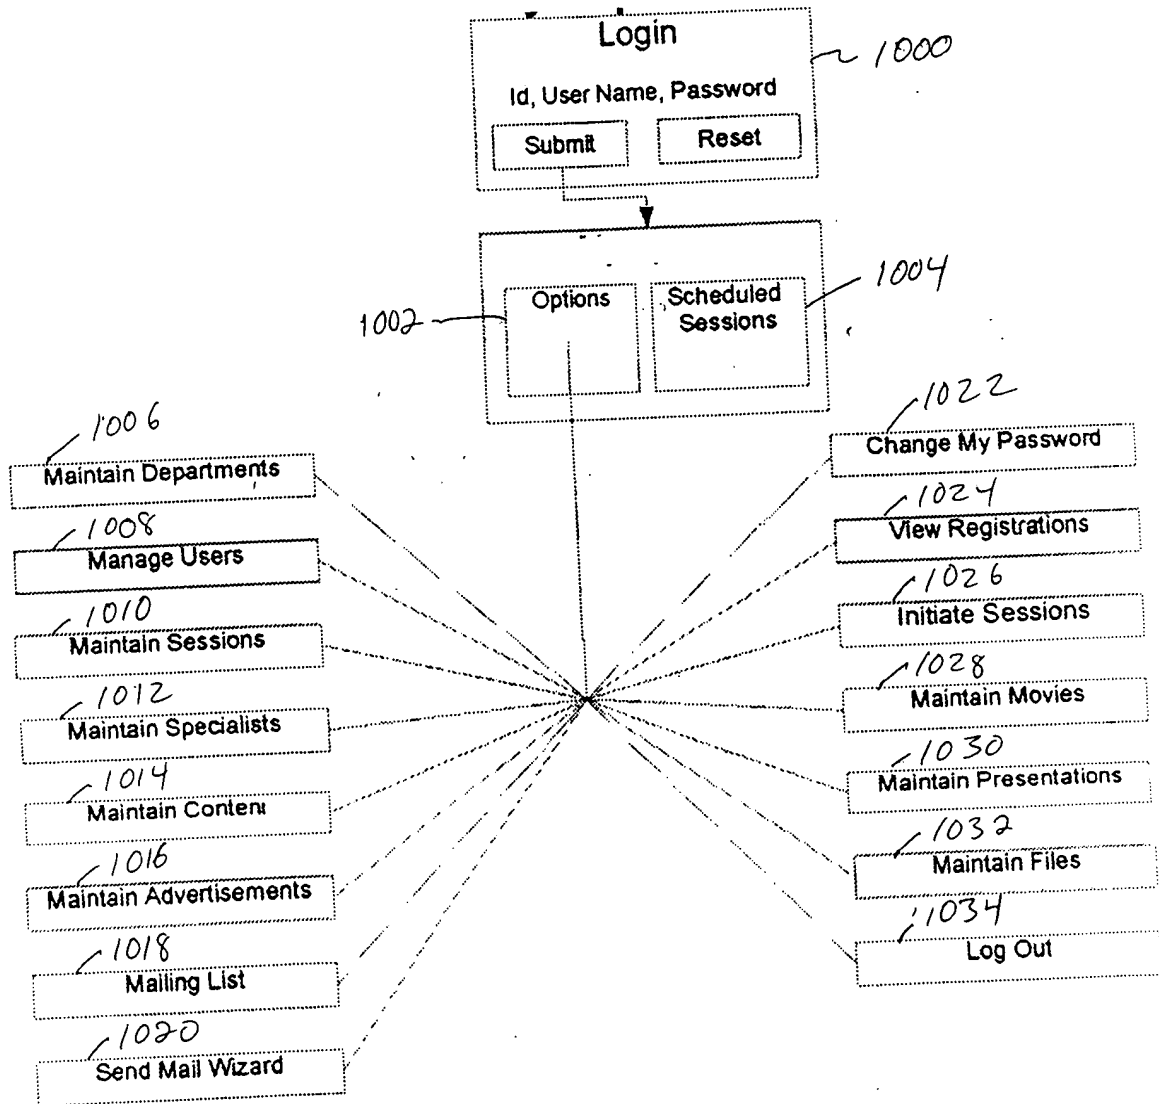 Login
1000
Id, User Name, Password
Submit
Reset
1004
Options
Scheduled
Sessions
1002
1006
Maintain Departments
1008
Manage Users
1010
Maintain Sessions
1012
Maintain Specialists
1014
Maintain Content
1016
Maintain Advertisements
1018
Mailing List
1020
Send Mail Wizard
1022
Change My Password
1024
View Registrations
1026
Initiate Sessions
1028
Maintain Movies
1030
Maintain Presentations
1032
Maintain Files
1034
Log Out